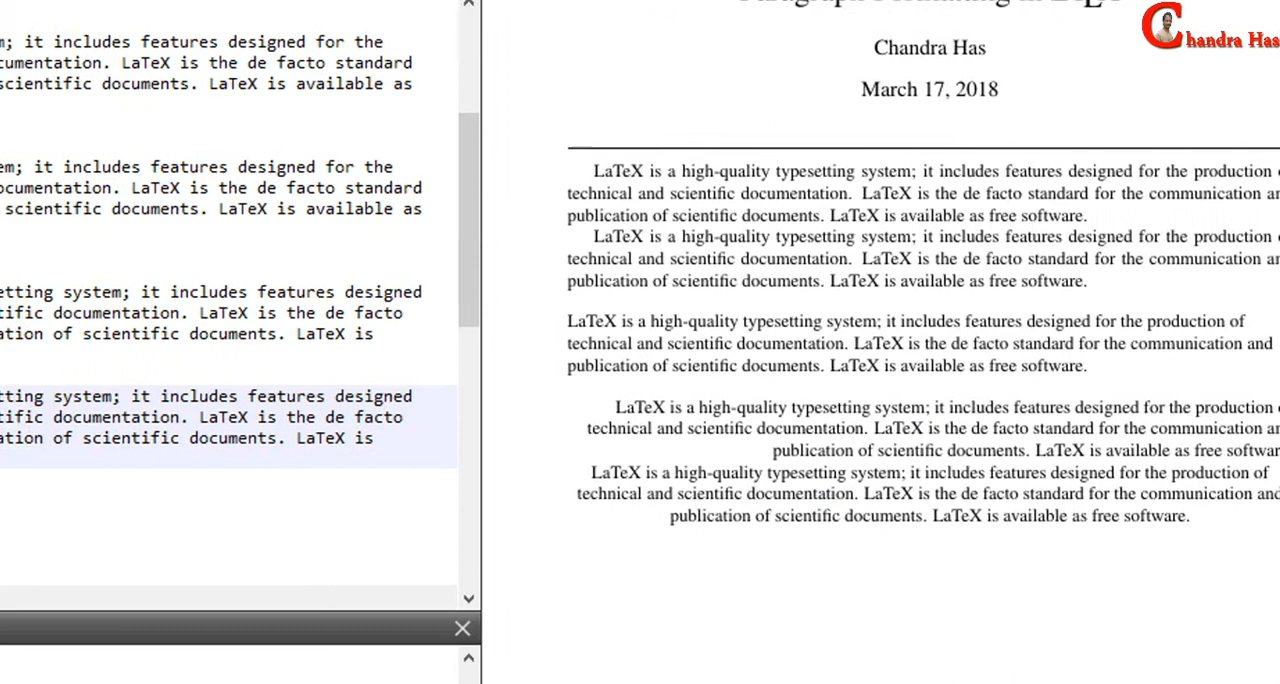 m; it includes features designed for the
cumentation. LaTeX is the de facto standard
scientific documents. LaTeX is available as
em; it includes features designed for the
ocumentation. LaTeX is the de facto standard
scientific documents. LaTeX is available as
etting system; it includes features designed
tific documentation. LaTeX is the de facto
ation of scientific documents. LaTeX is
tting system; it includes features designed
tific documentation. LaTeX is the de facto
ation of scientific documents. LaTeX is
Paragraph Formatting in LATEX
Chandra Has
Chandra Has
March 17, 2018
LaTeX is a high-quality typesetting system; it includes features designed for the production
technical and scientific documentation. LaTeX is the de facto standard for the communication an
publication of scientific documents. LaTeX is available as free software.
LaTeX is a high-quality typesetting system; it includes features designed for the production
technical and scientific documentation. LaTeX is the de facto standard for the communication an
publication of scientific documents. LaTeX is available as free software.
LaTeX is a high-quality typesetting system; it includes features designed for the production of
technical and scientific documentation. LaTeX is the de facto standard for the communication and
publication of scientific documents. LaTeX is available as free software.
LaTeX is a high-quality typesetting system; it includes features designed for the production
technical and scientific documentation. LaTeX is the de facto standard for the communication an
publication of scientific documents. LaTeX is available as free softwar
LaTeX is a high-quality typesetting system; it includes features designed for the production of
technical and scientific documentation. LaTeX is the de facto standard for the communication and
publication of scientific documents. LaTeX is available as free software.